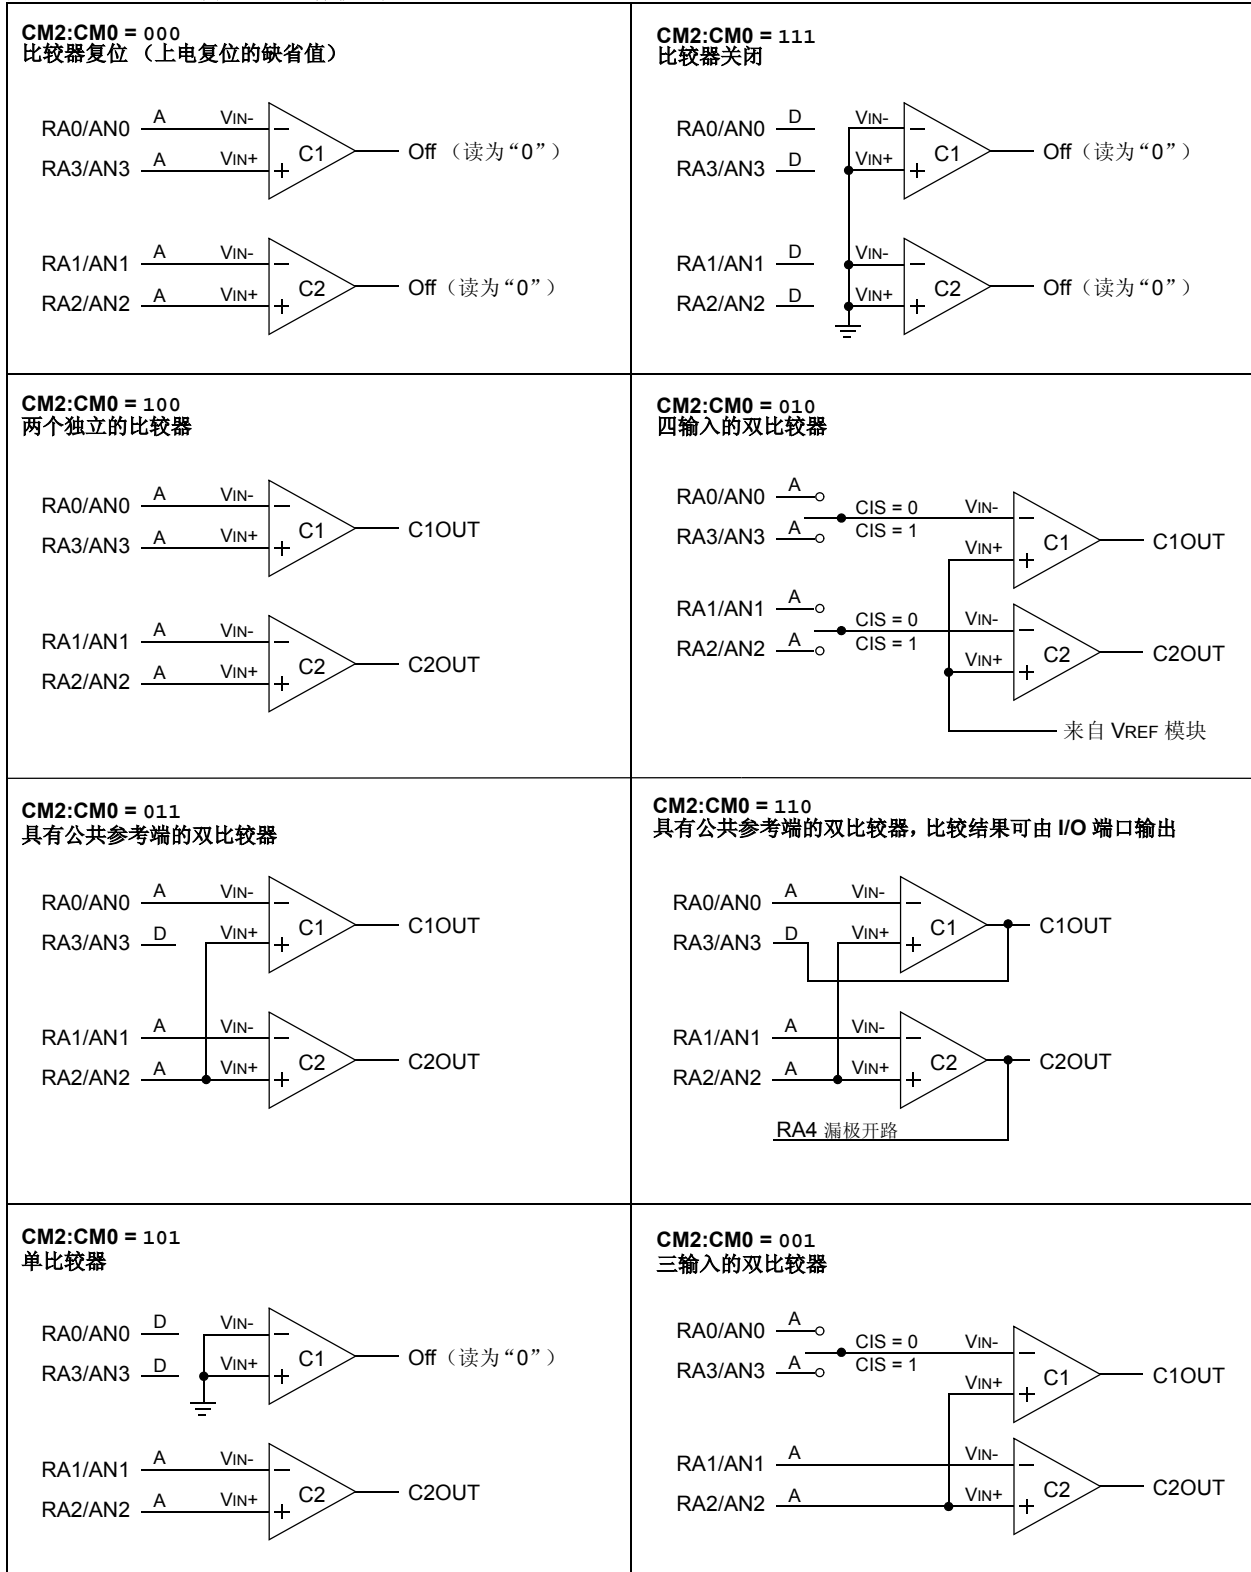 CM2:CM0 = 000
比较器复位 （上电复位的缺省值）
RA0/AN0 A VIN-
RA3/AN3 A VIN+
C1
Off （读为“0”）
RA1/AN1 A VIN-
RA2/AN2 A VIN+
C2
Off（读为“0”）
CM2:CM0 = 111
比较器关闭
RA0/AN0 D VIN-
RA3/AN3 D VIN+
C1
Off（读为“0”）
RA1/AN1 D VIN-
RA2/AN2 D VIN+
C2
Off（读为“0”）
CM2:CM0 = 100
两个独立的比较器
RA0/AN0 A VIN-
RA3/AN3 A VIN+
C1
C1OUT
RA1/AN1 A VIN-
RA2/AN2 A VIN+
C2
C2OUT
CM2:CM0 = 010
四输入的双比较器
RA0/AN0 A
CIS = 0 VIN-
RA3/AN3 A
CIS = 1
VIN+
C1
C1OUT
RA1/AN1 A
CIS = 0 VIN-
RA2/AN2 A
CIS = 1
VIN+
C2
C2OUT
来自 VREF 模块
CM2:CM0 = 011
具有公共参考端的双比较器
RA0/AN0 A VIN-
RA3/AN3 D VIN+
C1
C1OUT
RA1/AN1 A VIN-
RA2/AN2 A VIN+
C2
C2OUT
CM2:CM0 = 110
具有公共参考端的双比较器，比较结果可由 I/O 端口输出
RA0/AN0 A VIN-
RA3/AN3 D VIN+
C1
C1OUT
RA1/AN1 A VIN-
RA2/AN2 A VIN+
C2
C2OUT
RA4 漏极开路
CM2:CM0 = 101
单比较器
RA0/AN0 D VIN-
RA3/AN3 D VIN+
C1
Off（读为“0”）
RA1/AN1 A VIN-
RA2/AN2 A VIN+
C2
C2OUT
CM2:CM0 = 001
三输入的双比较器
RA0/AN0 A
CIS = 0 VIN-
RA3/AN3 A
CIS = 1
VIN+
C1
C1OUT
RA1/AN1 A VIN-
RA2/AN2 A VIN+
C2
C2OUT